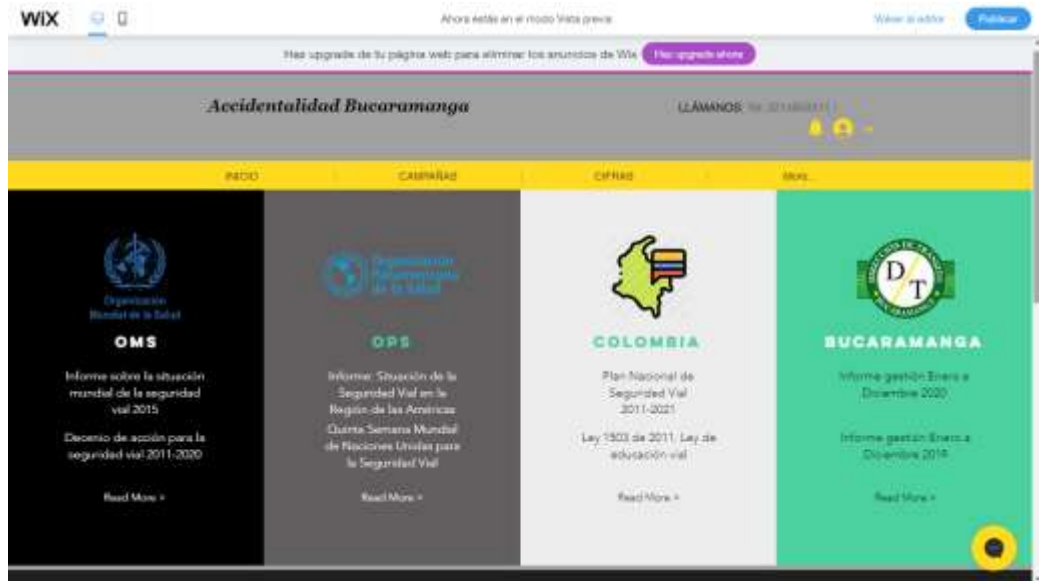 WiX
Ahora estás en el modo Vista previa
Volver al editor
Publicar
Haz upgrade de tu página web para eliminar los anuncios de Wix
Haz upgrade ahora
Accidentalidad Bucaramanga
LLÁMANOS:
INICIO
CAMPAÑAS
CIFRAS
More...
Organización
Mundial de la Salud
OMS
Informe sobre la situación
mundial de la seguridad
vial 2015
Decenio de acción para la
seguridad vial 2011-2020
Read More >
Organización
Panamericana
de la Salud
OPS
Informe: Situación de la
Seguridad Vial en la
Región de las Américas
Quinta Semana Mundial
de Naciones Unidas para
la Seguridad Vial
Read More >
COLOMBIA
Plan Nacional de
Seguridad Vial
2011-2021
Ley 1503 de 2011. Ley de
educación vial
Read More >
DIRECCIÓN DE TRÁNSITO
D
T
BUCARAMANGA
BUCARAMANGA
Informe gestión Enero a
Diciembre 2020
Informe gestión Enero a
Diciembre 2019
Read More >